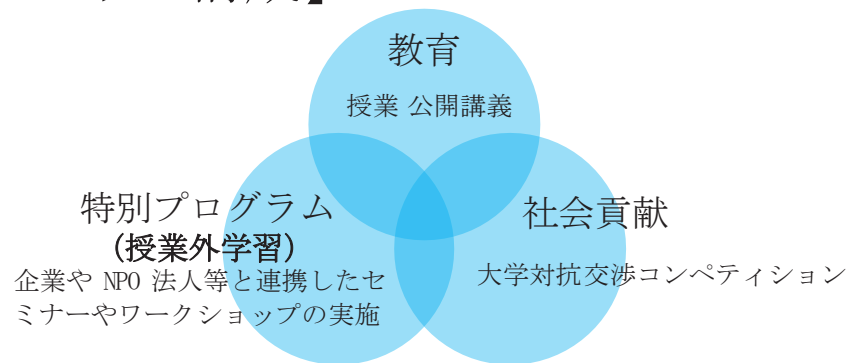 教育
授業 公開講義
特別プログラム
(授業外学習)
企業や NPO 法人等と連携したセ
ミナーやワークショップの実施
社会貢献
大学対抗交渉コンペティション